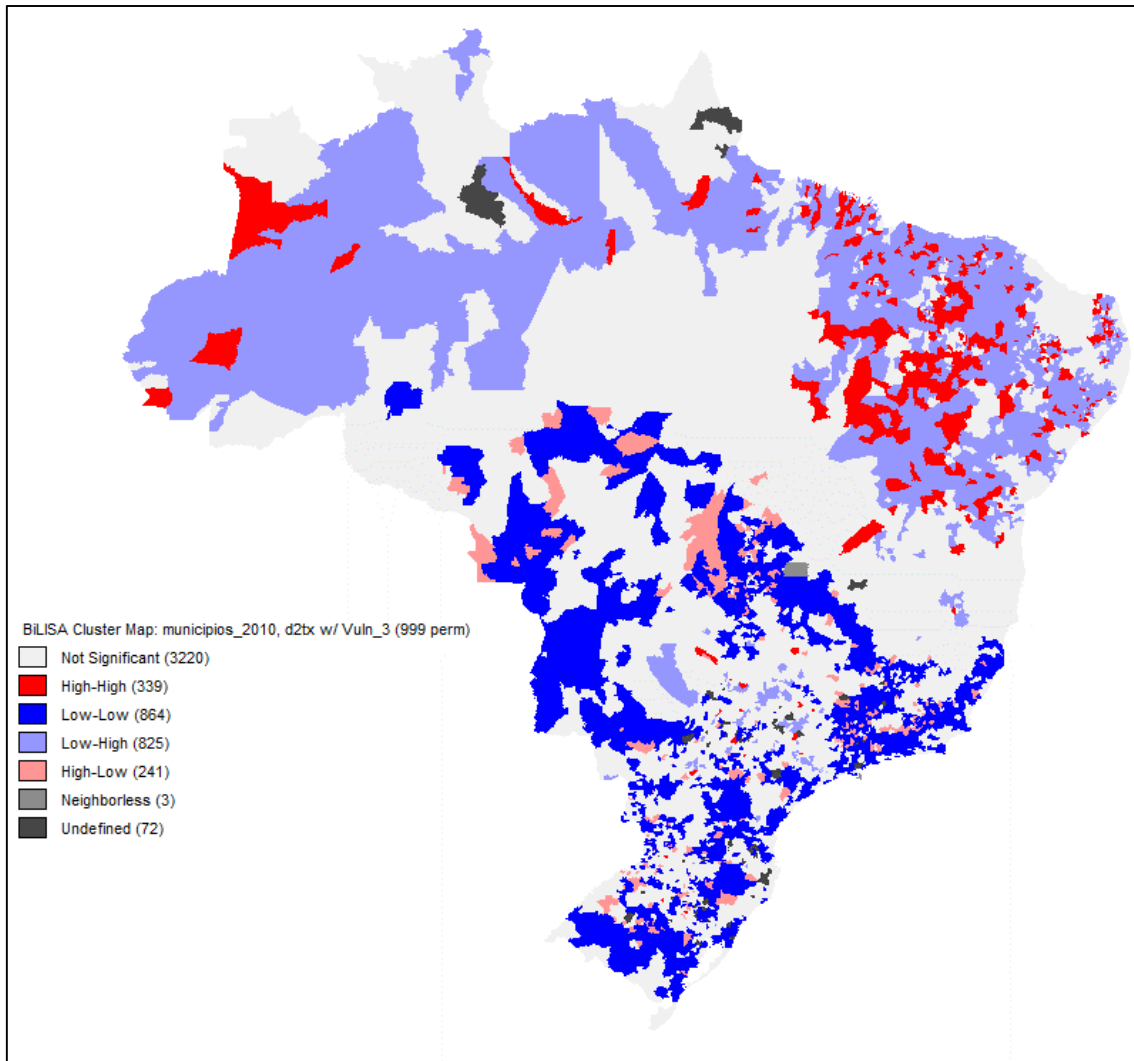 BiLISA Cluster Map: municipios_2010, d2tx w/ Vuln_3 (999 perm)
Not Significant (3220)
High-High (339)
Low-Low (864)
Low-High (825)
High-Low (241)
Neighborless (3)
Undefined (72)